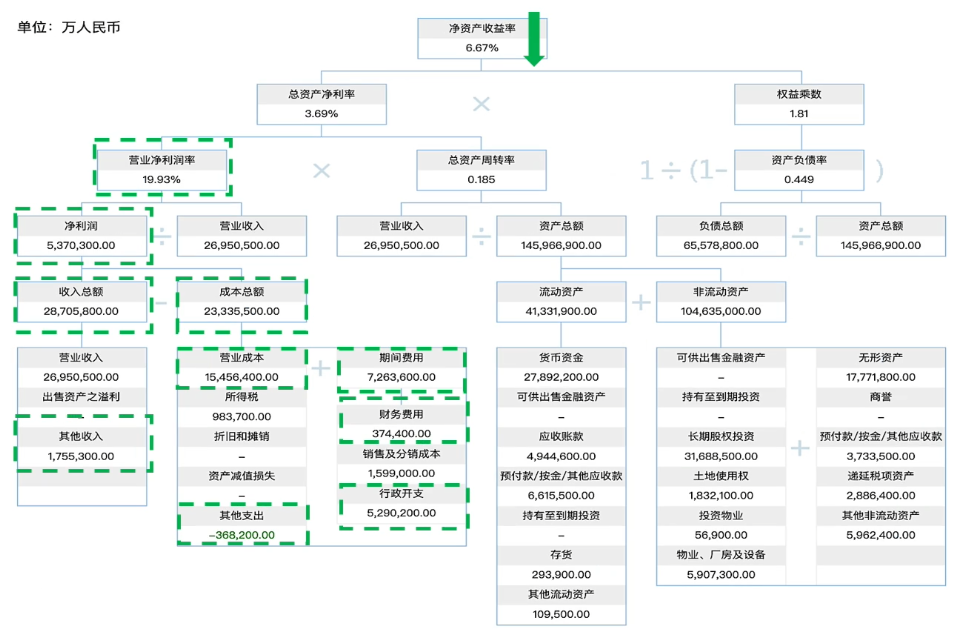 单位：万人民币
净资产收益率
6.67%
总资产净利率
3.69%
×
权益乘数
1.81
营业净利润率
19.93%
×
总资产周转率
0.185
1÷(1-
资产负债率
0.449
)
净利润
5,370,300.00
÷
营业收入
26,950,500.00
营业收入
26,950,500.00
÷
资产总额
145,966,900.00
负债总额
65,578,800.00
÷
资产总额
145,966,900.00
收入总额
28,705,800.00
-
成本总额
23,335,500.00
流动资产
41,331,900.00
+
非流动资产
104,635,000.00
营业收入
26,950,500.00
出售资产之溢利
–
其他收入
1,755,300.00
营业成本
15,456,400.00
所得税
983,700.00
折旧和摊销
–
资产减值损失
–
其他支出
-368,200.00
+
期间费用
7,263,600.00
财务费用
374,400.00
销售及分销成本
1,599,000.00
行政开支
5,290,200.00
货币资金
27,892,200.00
可供出售金融资产
–
应收账款
4,944,600.00
预付款/按金/其他应收款
6,615,500.00
持有至到期投资
–
存货
293,900.00
其他流动资产
109,500.00
可供出售金融资产
–
持有至到期投资
–
长期股权投资
31,688,500.00
土地使用权
1,832,100.00
投资物业
56,900.00
物业、厂房及设备
5,907,300.00
+
无形资产
17,771,800.00
商誉
–
预付款/按金/其他应收款
3,733,500.00
递延税项资产
2,886,400.00
其他非流动资产
5,962,400.00